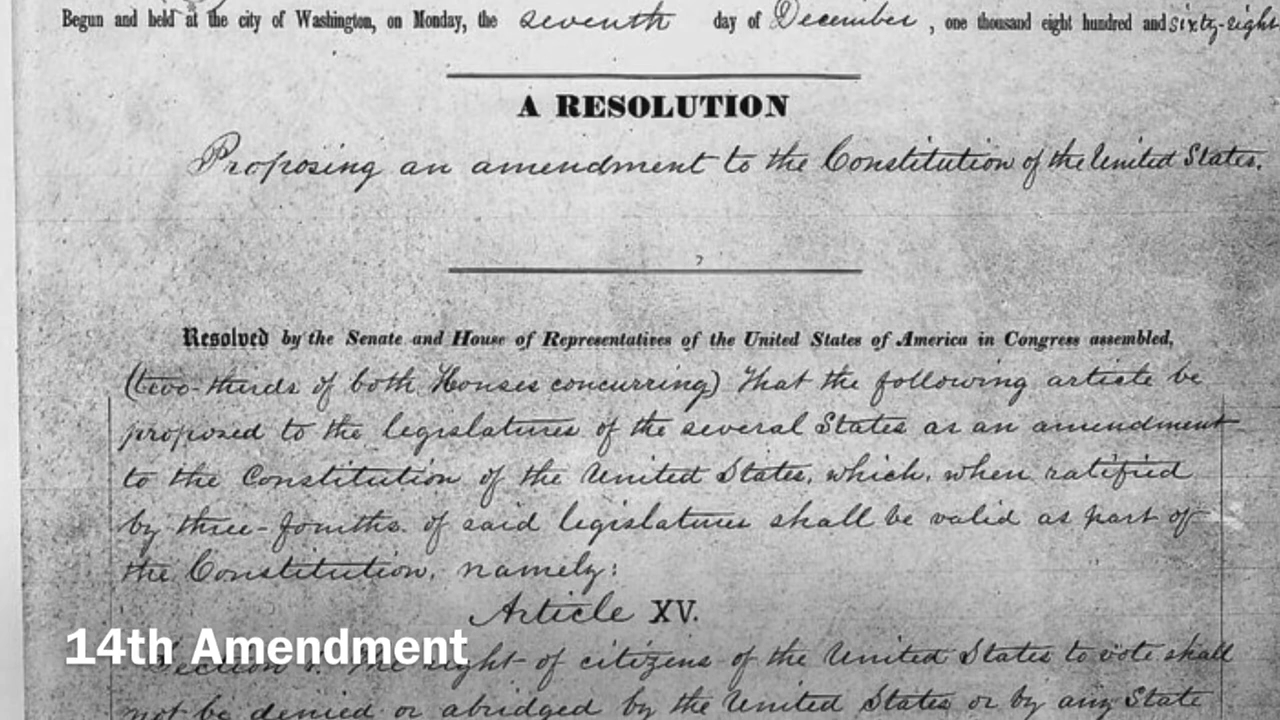 Begun and held at the city of Washington, on Monday, the seventh day of December, one thousand eight hundred and sixty-eight
A RESOLUTION
Proposing an amendment to the Constitution of the United States.
Resolved by the Senate and House of Representatives of the United States of America in Congress assembled,
(two-thirds of both Houses concurring) That the following article be
proposed to the legislatures of the several States as an amendment
to the Constitution of the United States, which, when ratified
by three-fourths of said legislatures shall be valid as part of
the Constitution, namely:
Article XV.
14th Amendment
Section 1. The right of citizens of the United States to vote shall
not be denied or abridged by the United States or by any State